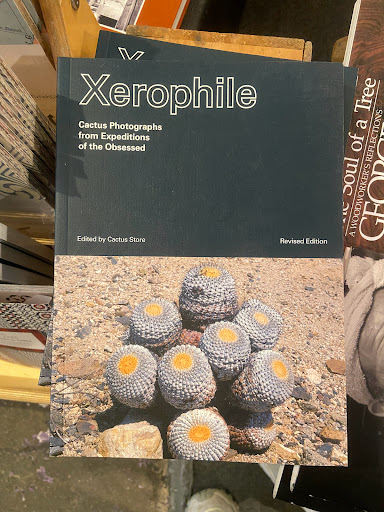 Xerophile
Cactus Photographs
from Expeditions
of the Obsessed
Edited by Cactus Store
Revised Edition
The Soul of a Tree
A WOODWORKER'S REFLECTIONS